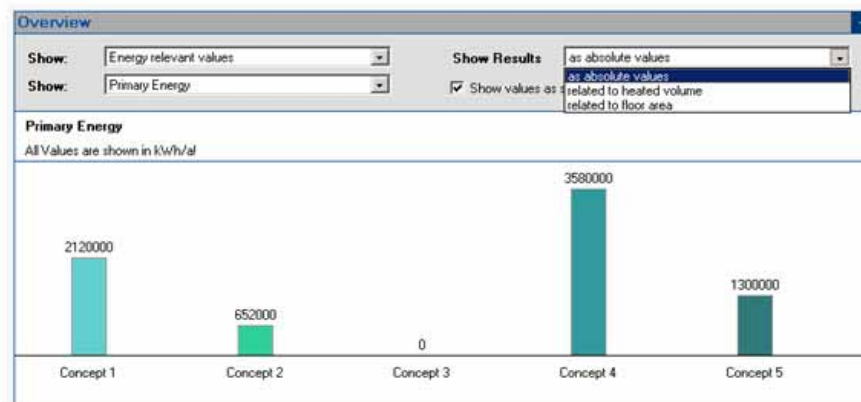 Overview
Show: Energy relevant values Show Results as absolute values
as absolute values
Show: Primary Energy Show values as related to heated volume
related to floor area
Primary Energy
All Values are shown in kWh/a!
3580000
2120000
1300000
652000
0
Concept 1 Concept 2 Concept 3 Concept 4 Concept 5